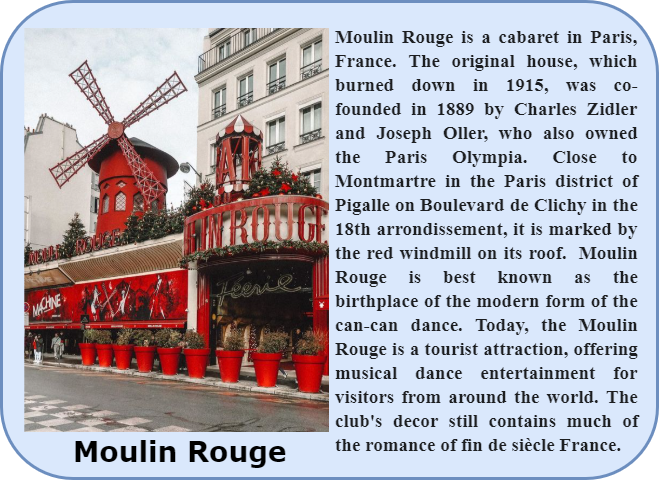 Moulin Rouge is a cabaret in Paris,
France. The original house, which
burned down in 1915, was co-
founded in 1889 by Charles Zidler
and Joseph Oller, who also owned
the Paris Olympia. Close to
Montmartre in the Paris district of
Pigalle on Boulevard de Clichy in the
18th arrondissement, it is marked by
the red windmill on its roof. Moulin
Rouge is best known as the
birthplace of the modern form of the
can-can dance. Today, the Moulin
Rouge is a tourist attraction, offering
musical dance entertainment for
visitors from around the world. The
club's decor still contains much of
the romance of fin de siècle France.
MOULIN ROUGE
MACHINE
Féerie
Moulin Rouge